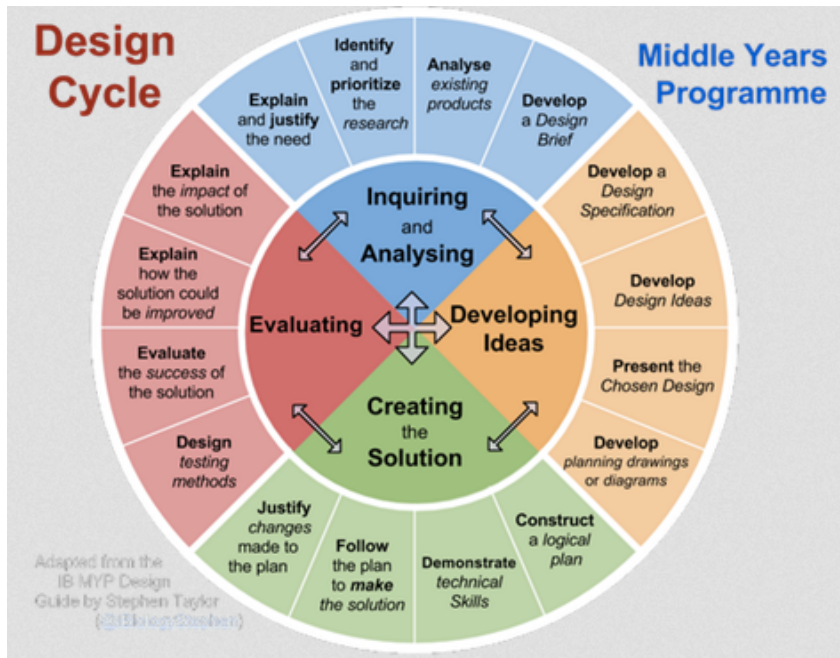 Design
Cycle
Middle Years
Programme
Explain
and justify
the need
Identify
and
prioritize
the
research
Analyse
existing
products
Develop
a Design
Brief
Develop a
Design
Specification
Develop
Design Ideas
Present the
Chosen Design
Develop
planning drawings
or diagrams
Construct
a logical
plan
Demonstrate
technical
Skills
Follow
the plan
to make
the solution
Justify
changes
made to
the plan
Design
testing
methods
Evaluate
the success of
the solution
Explain
how the
solution could
be improved
Explain
the impact of
the solution
Inquiring
and
Analysing
Developing
Ideas
Creating
the
Solution
Evaluating
Adapted from the
IB MYP Design
Guide by Stephen Taylor